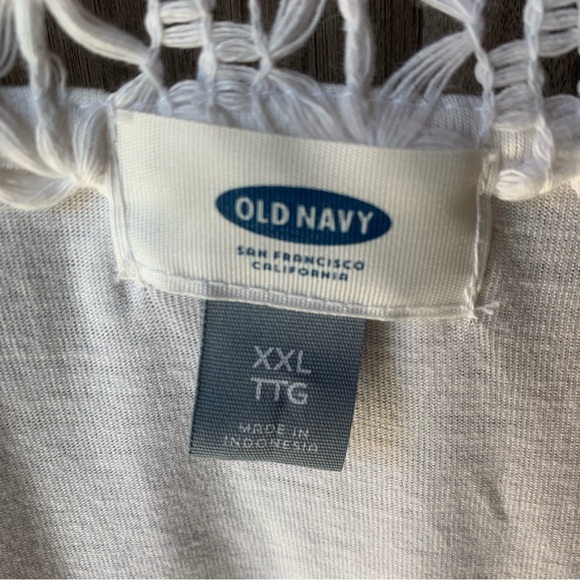 OLD NAVY
SAN FRANCISCO
CALIFORNIA
XXL
TTG
MADE IN
INDONESIA